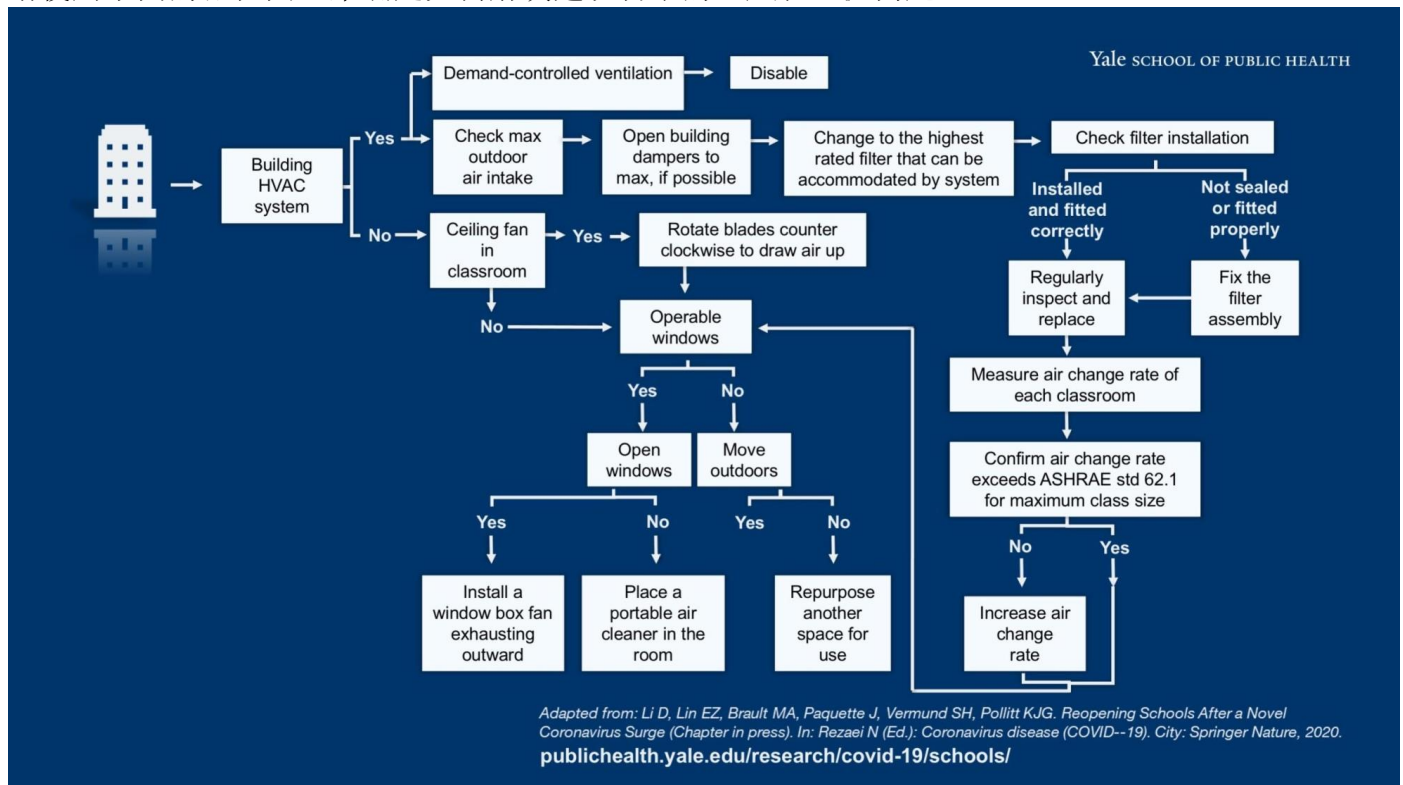 Yale SCHOOL OF PUBLIC HEALTH
Demand-controlled ventilation
Disable
Yes
Check max
outdoor
air intake
Open building
dampers to
max, if possible
Change to the highest
rated filter that can be
accommodated by system
Check filter installation
Building
HVAC
system
Installed
and fitted
correctly
Not sealed
or fitted
properly
No
Ceiling fan
in
classroom
Yes
Rotate blades counter
clockwise to draw air up
Regularly
inspect and
replace
Fix the
filter
assembly
No
Operable
windows
Measure air change rate of
each classroom
Yes
No
Open
windows
Move
outdoors
Confirm air change rate
exceeds ASHRAE std 62.1
for maximum class size
Yes
No
Yes
No
No
Yes
Install a
window box fan
exhausting
outward
Place a
portable air
cleaner in the
room
Repurpose
another
space for
use
Increase air
change
rate
Adapted from: Li D, Lin EZ, Brault MA, Paquette J, Vermund SH, Pollitt KJG. Reopening Schools After a Novel
Coronavirus Surge (Chapter in press). In: Rezaei N (Ed.): Coronavirus disease (COVID--19). City: Springer Nature, 2020.
publichealth.yale.edu/research/covid-19/schools/